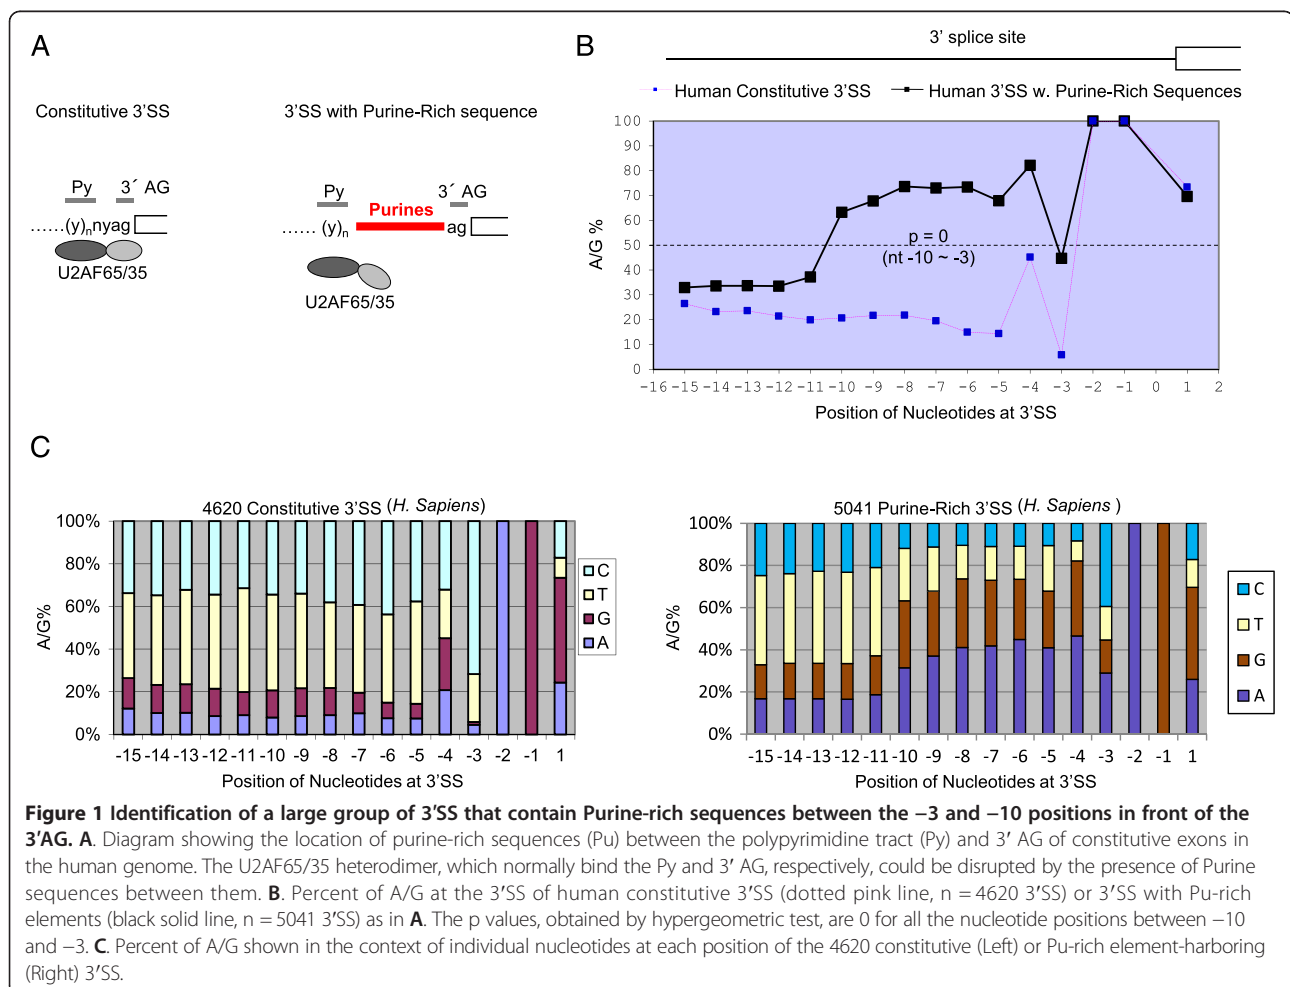 A
Constitutive 3'SS
3'SS with Purine-Rich sequence
Py
3´ AG
......(y)nnyag
U2AF65/35
Py
3´ AG
Purines
...... (y)n
ag
U2AF65/35
B
3' splice site
Human Constitutive 3'SS
Human 3'SS w. Purine-Rich Sequences
A/G %
100
90
80
70
60
50
40
30
20
10
0
p = 0
(nt -10 ~ -3)
-16 -15 -14 -13 -12 -11 -10 -9 -8 -7 -6 -5 -4 -3 -2 -1 0 1 2
Position of Nucleotides at 3'SS
C
4620 Constitutive 3'SS (H. Sapiens)
A/G%
100%
80%
60%
40%
20%
0%
-15 -14 -13 -12 -11 -10 -9 -8 -7 -6 -5 -4 -3 -2 -1 1
Position of Nucleotides at 3'SS
C
T
G
A
5041 Purine-Rich 3'SS (H. Sapiens )
A/G%
100%
80%
60%
40%
20%
0%
-15 -14 -13 -12 -11 -10 -9 -8 -7 -6 -5 -4 -3 -2 -1 1
Position of Nucleotides at 3'SS
C
T
G
A
Figure 1 Identification of a large group of 3′SS that contain Purine-rich sequences between the −3 and −10 positions in front of the
3′AG. A. Diagram showing the location of purine-rich sequences (Pu) between the polypyrimidine tract (Py) and 3′ AG of constitutive exons in
the human genome. The U2AF65/35 heterodimer, which normally bind the Py and 3′ AG, respectively, could be disrupted by the presence of Purine
sequences between them. B. Percent of A/G at the 3′SS of human constitutive 3′SS (dotted pink line, n = 4620 3′SS) or 3′SS with Pu-rich
elements (black solid line, n = 5041 3′SS) as in A. The p values, obtained by hypergeometric test, are 0 for all the nucleotide positions between −10
and −3. C. Percent of A/G shown in the context of individual nucleotides at each position of the 4620 constitutive (Left) or Pu-rich element-harboring
(Right) 3′SS.